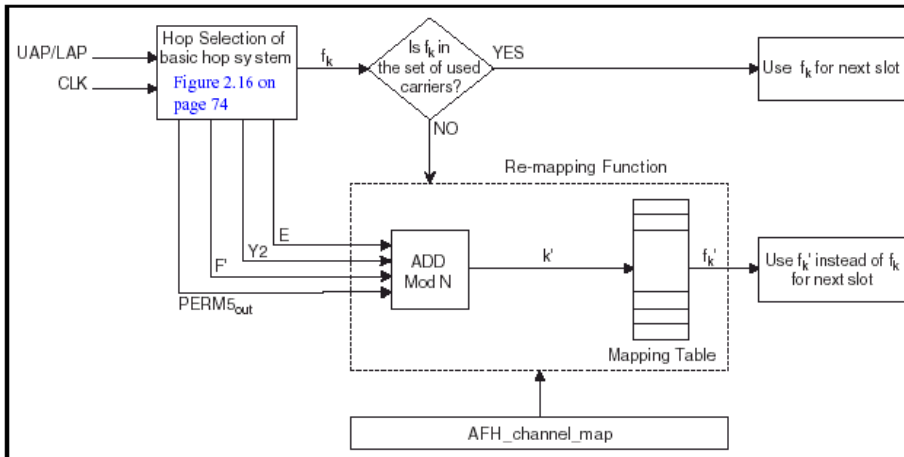 UAP/LAP
CLK
Hop Selection of
basic hop system
Figure 2.16 on
page 74
fk
Is fk in
the set of used
carriers?
YES
Use fk for next slot
NO
Re-mapping Function
E
Y2
F'
PERM5out
ADD
Mod N
k'
fk'
Use fk' instead of fk
for next slot
Mapping Table
AFH_channel_map